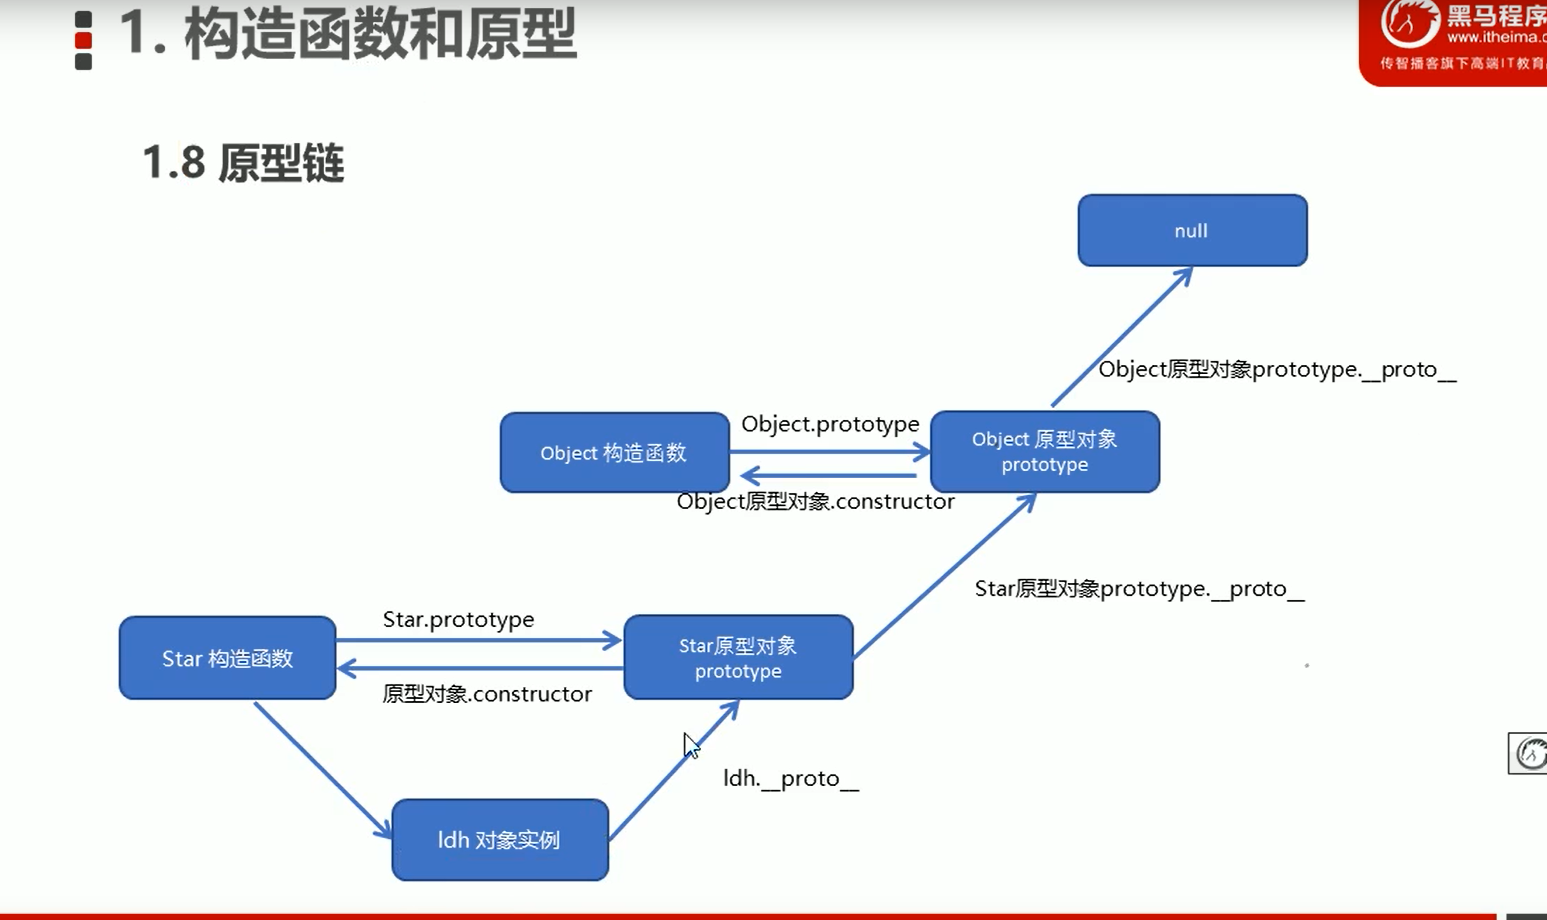 1. 构造函数和原型
黑马程序
www.itheima.c
传智播客旗下高端IT教育
1.8 原型链
null
Object原型对象prototype.__proto__
Object.prototype
Object 构造函数
Object 原型对象
prototype
Object原型对象.constructor
Star原型对象prototype.__proto__
Star.prototype
Star 构造函数
Star原型对象
prototype
原型对象.constructor
ldh.__proto__
ldh 对象实例